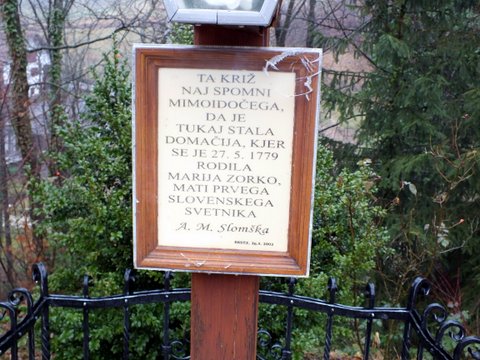 TA KRIŽ
NAJ SPOMNI
MIMOIDOČEGA,
DA JE
TUKAJ STALA
DOMAČIJA, KJER
SE JE 27. 5. 1779
RODILA
MARIJA ZORKO,
MATI PRVEGA
SLOVENSKEGA
SVETNIKA
A. M. Slomška